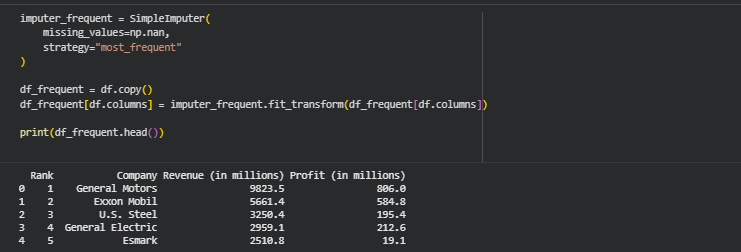 imputer_frequent = SimpleImputer(
    missing_values=np.nan,
    strategy="most_frequent"
)
df_frequent = df.copy()
df_frequent[df.columns] = imputer_frequent.fit_transform(df_frequent[df.columns])
print(df_frequent.head())
  Rank           Company Revenue (in millions) Profit (in millions)
0    1    General Motors                9823.5                806.0
1    2       Exxon Mobil                5661.4                584.8
2    3        U.S. Steel                3250.4                195.4
3    4  General Electric                2959.1                212.6
4    5            Esmark                2510.8                 19.1